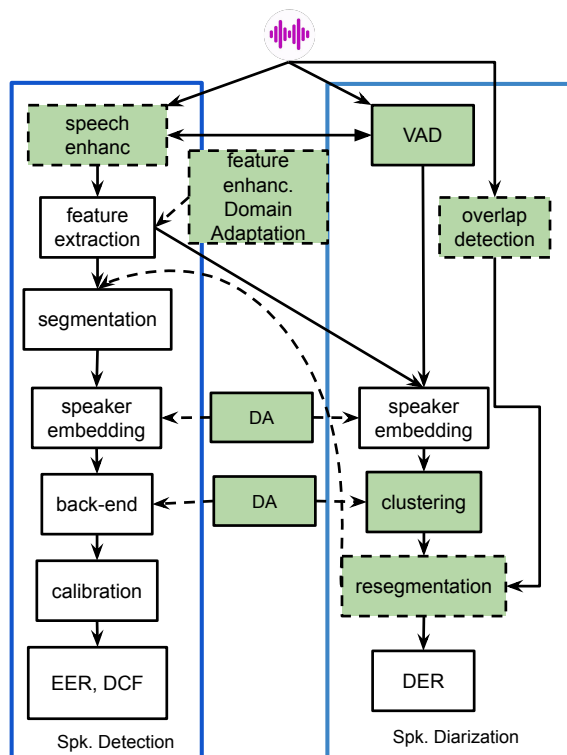 speech
enhanc
VAD
feature
enhanc.
Domain
Adaptation
feature
extraction
overlap
detection
segmentation
speaker
embedding
DA
speaker
embedding
back-end
DA
clustering
calibration
resegmentation
EER, DCF
DER
Spk. Detection
Spk. Diarization